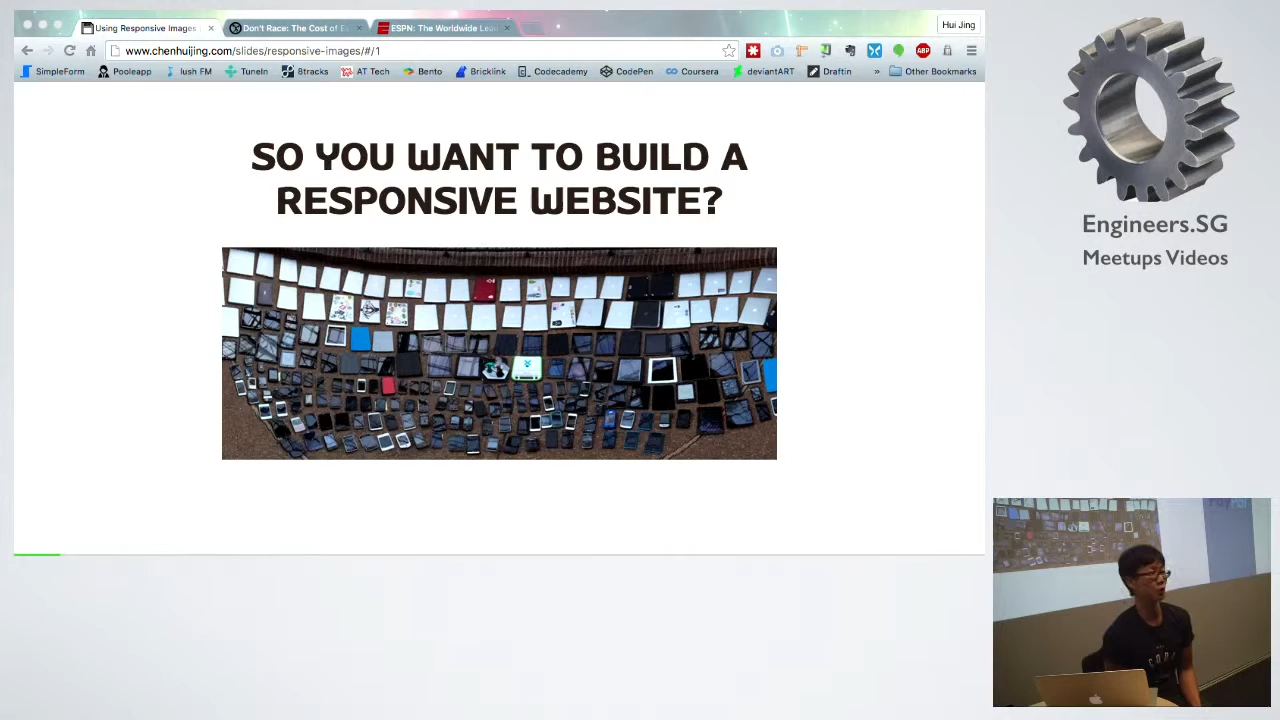 Using Responsive Images
Don't Race: The Cost of E
ESPN: The Worldwide Lea
Hui Jing
www.chenhuijing.com/slides/responsive-images/#/1
ABP
SimpleForm
Pooleapp
lush FM
TuneIn
8tracks
AT Tech
Bento
Bricklink
Codecademy
CodePen
Coursera
deviantART
Draftin
»
Other Bookmarks
SO YOU WANT TO BUILD A
RESPONSIVE WEBSITE?
Engineers.SG
Meetups Videos